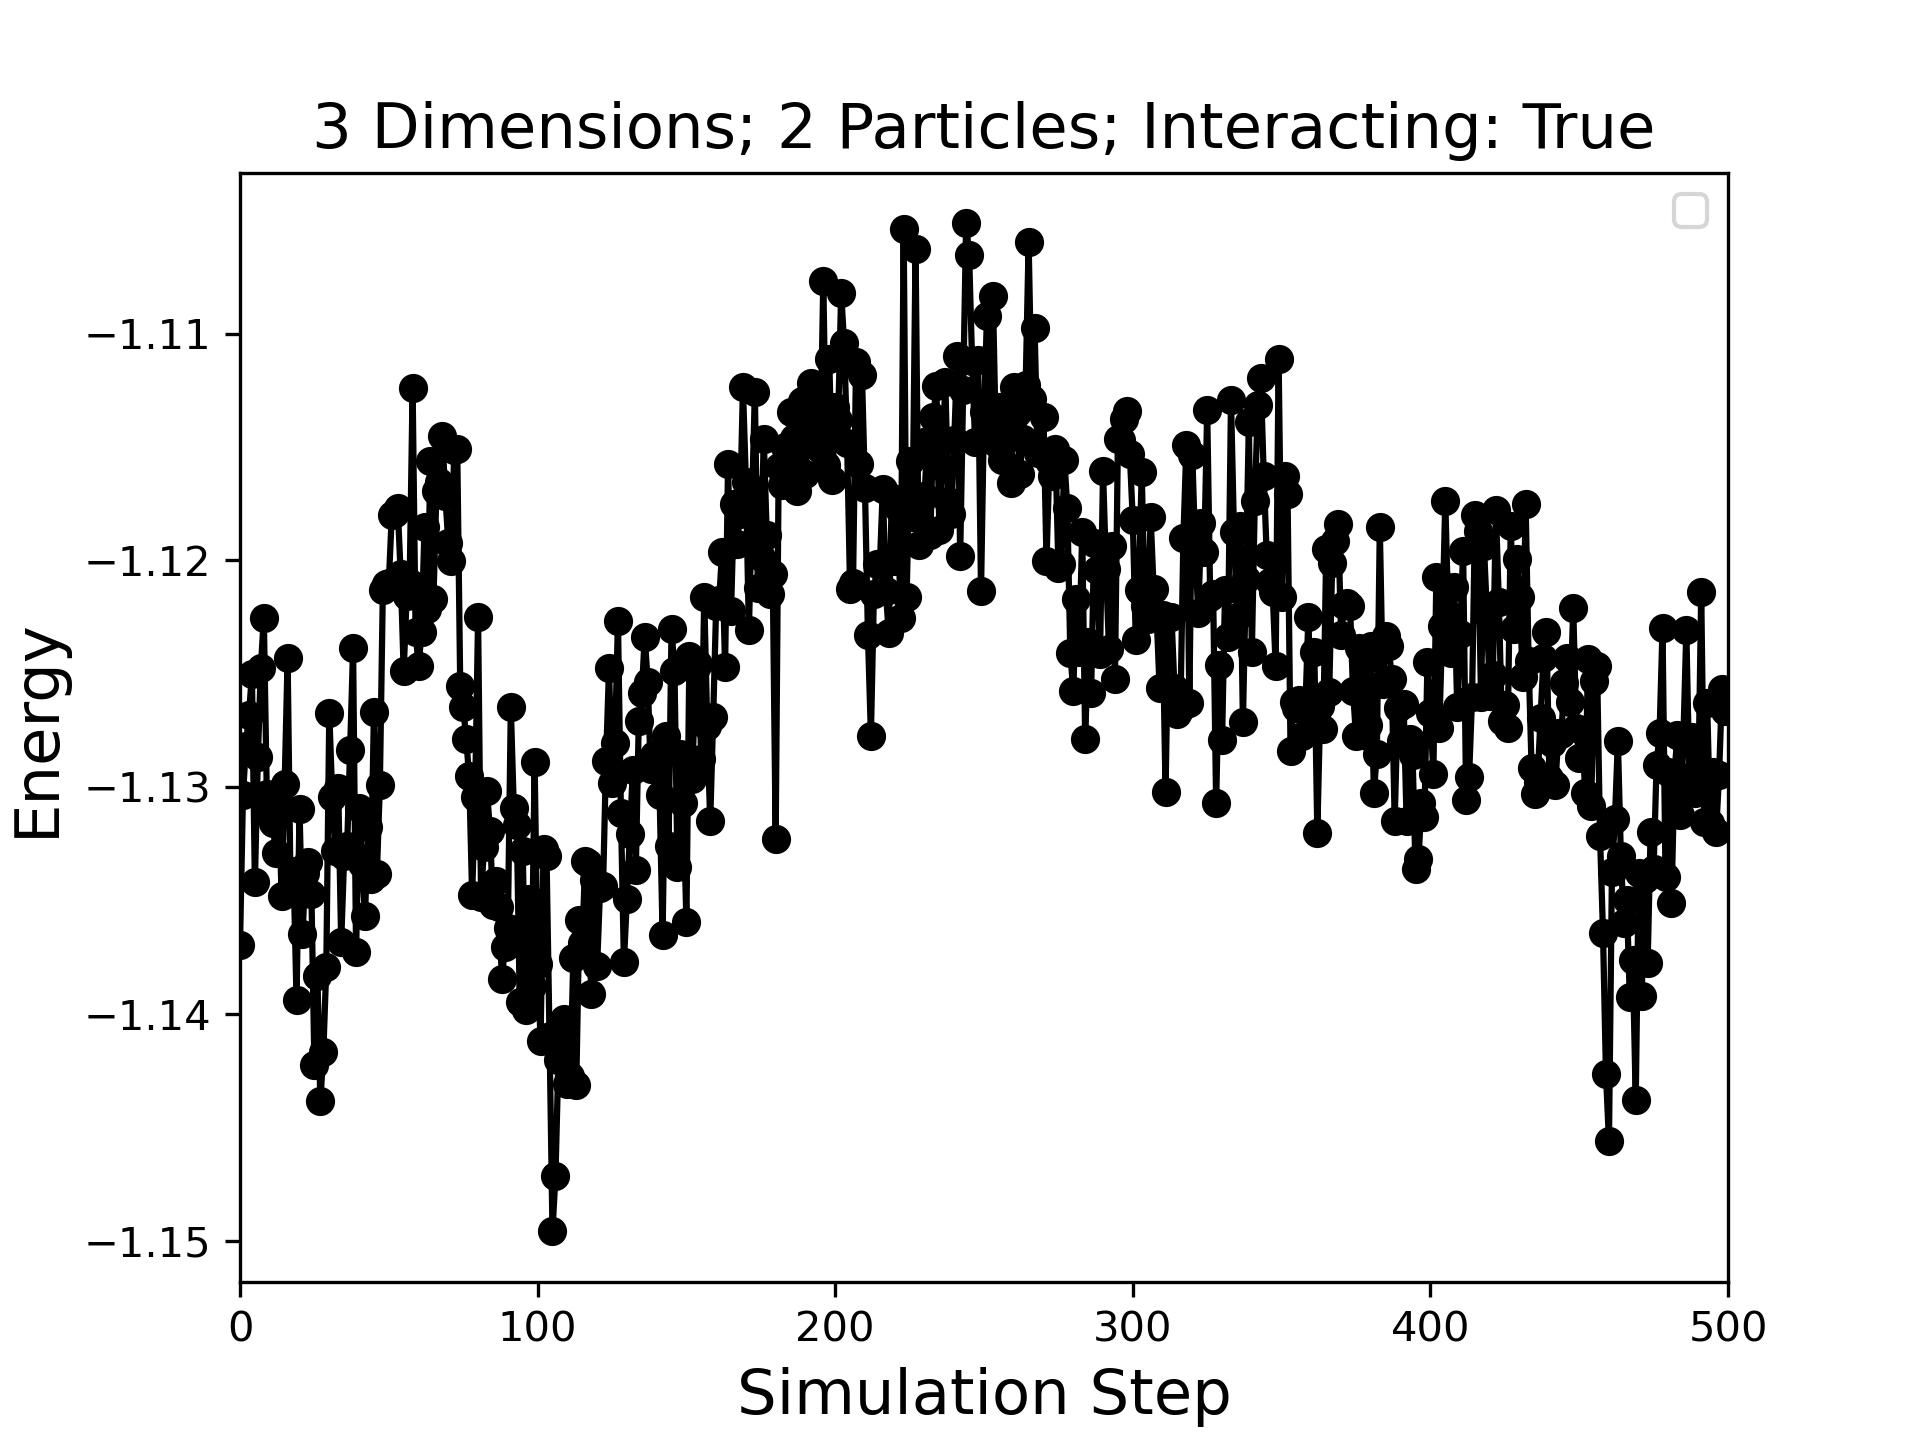 3 Dimensions; 2 Particles; Interacting: True
Energy
−1.11
−1.12
−1.13
−1.14
−1.15
0 100 200 300 400 500
Simulation Step